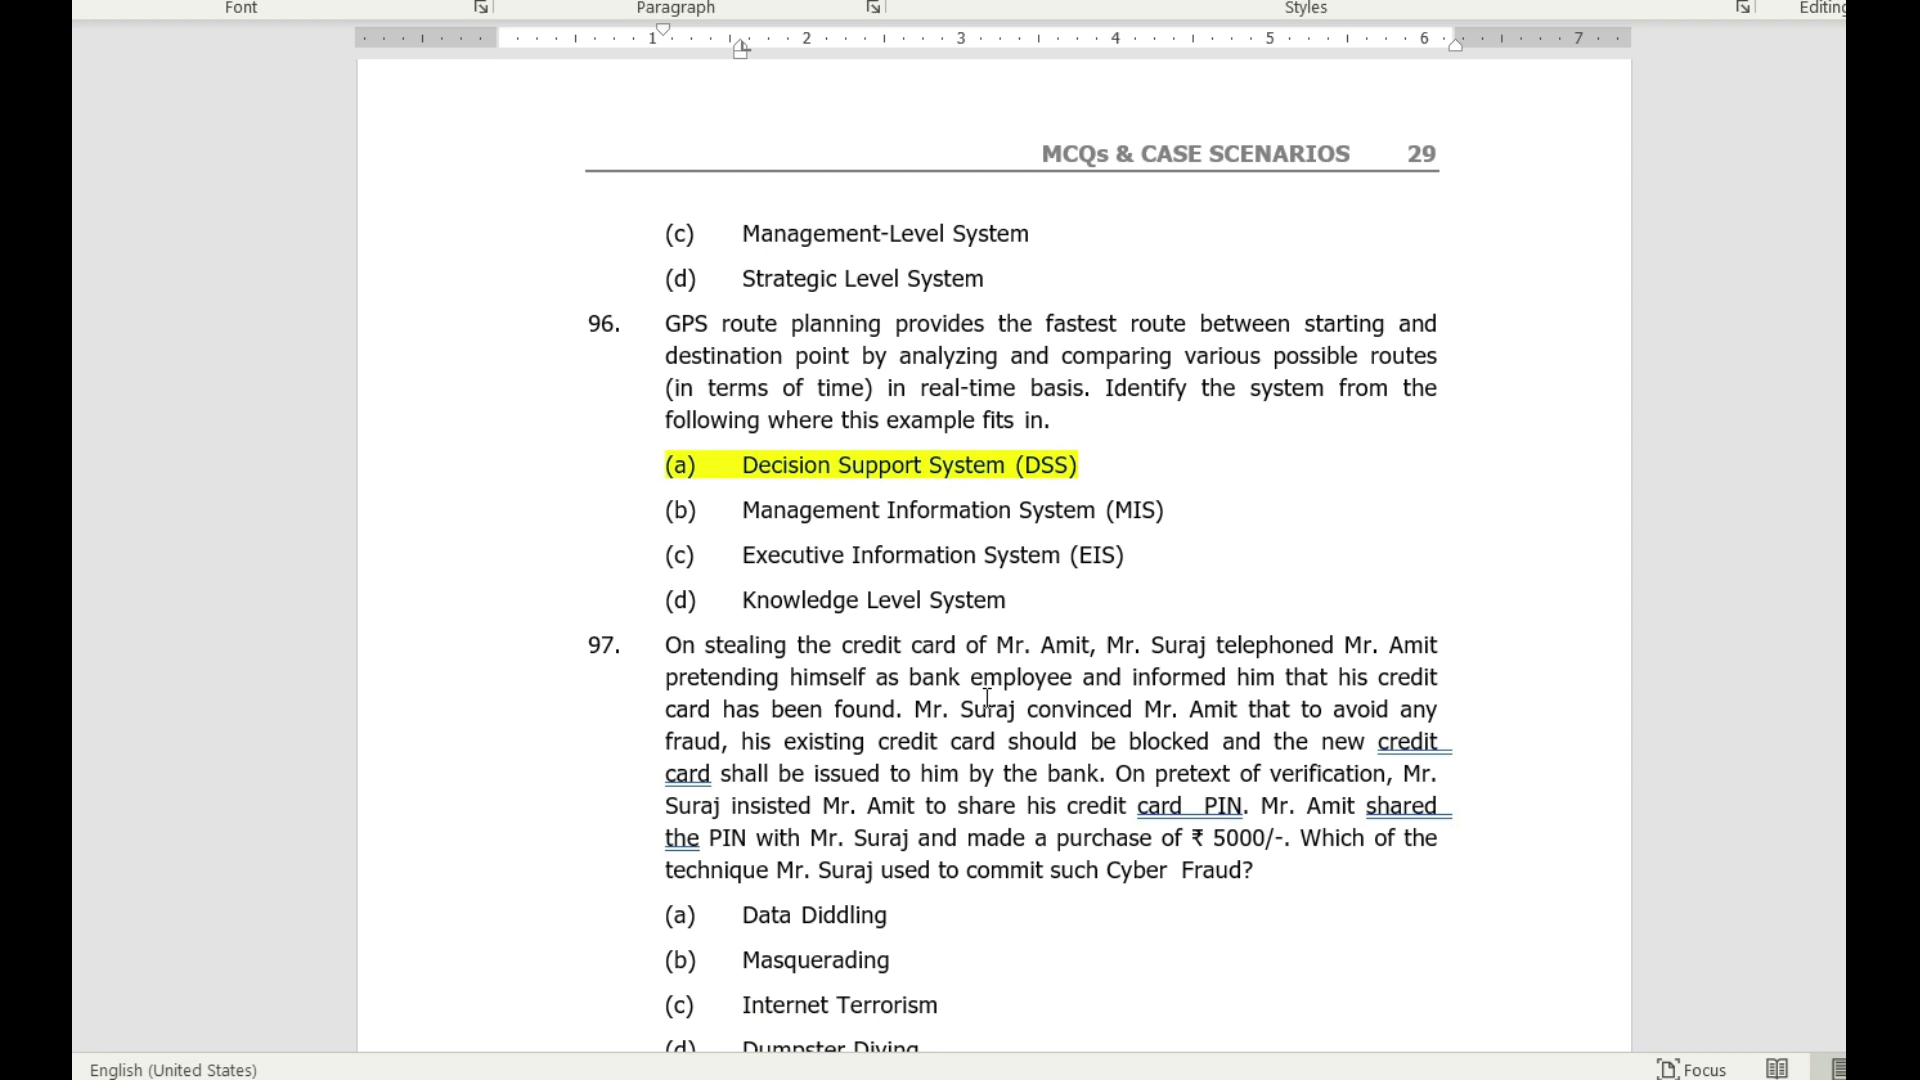 Font Paragraph Styles Editing
1 2 3 4 5 6 7
MCQs & CASE SCENARIOS 29
(c) Management-Level System
(d) Strategic Level System
96. GPS route planning provides the fastest route between starting and
destination point by analyzing and comparing various possible routes
(in terms of time) in real-time basis. Identify the system from the
following where this example fits in.
(a) Decision Support System (DSS)
(b) Management Information System (MIS)
(c) Executive Information System (EIS)
(d) Knowledge Level System
97. On stealing the credit card of Mr. Amit, Mr. Suraj telephoned Mr. Amit
pretending himself as bank employee and informed him that his credit
card has been found. Mr. Suraj convinced Mr. Amit that to avoid any
fraud, his existing credit card should be blocked and the new credit
card shall be issued to him by the bank. On pretext of verification, Mr.
Suraj insisted Mr. Amit to share his credit card PIN. Mr. Amit shared
the PIN with Mr. Suraj and made a purchase of ₹ 5000/-. Which of the
technique Mr. Suraj used to commit such Cyber Fraud?
(a) Data Diddling
(b) Masquerading
(c) Internet Terrorism
(d) Dumpster Diving
English (United States) Focus